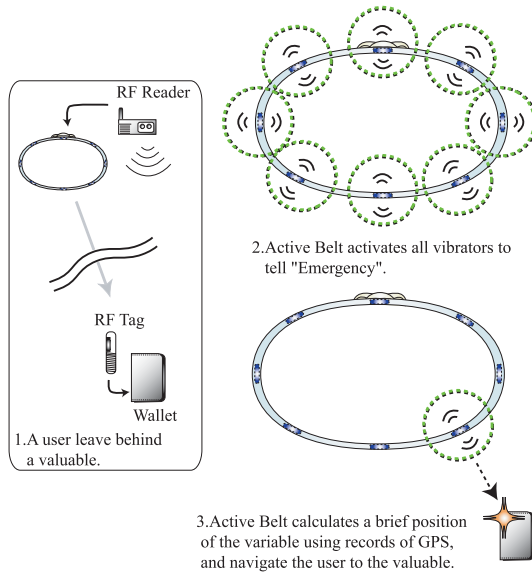 RF Reader
RF Tag
Wallet
1.A user leave behind
a valuable.
2.Active Belt activates all vibrators to
tell "Emergency".
3.Active Belt calculates a brief position
of the variable using records of GPS,
and navigate the user to the valuable.